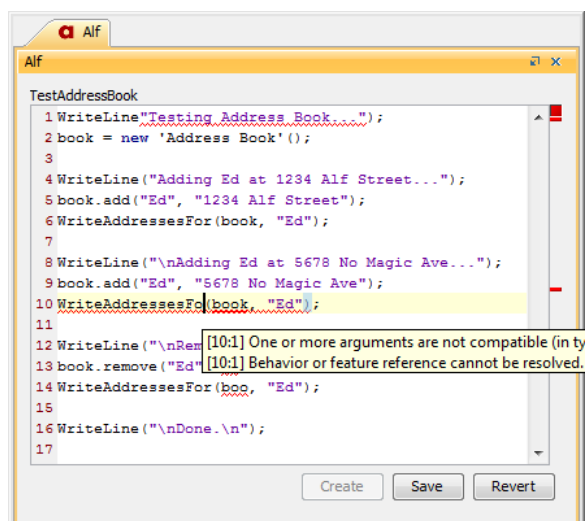 a Alf
Alf
TestAddressBook
1 WriteLine"Testing Address Book...");
2 book = new 'Address Book'();
3
4 WriteLine("Adding Ed at 1234 Alf Street...");
5 book.add("Ed", "1234 Alf Street");
6 WriteAddressesFor(book, "Ed");
7
8 WriteLine("\nAdding Ed at 5678 No Magic Ave...");
9 book.add("Ed", "5678 No Magic Ave");
10 WriteAddressesFo(book, "Ed");
11
12 WriteLine("\nRem
[10:1] One or more arguments are not compatible (in ty
13 book.remove("Ed"
[10:1] Behavior or feature reference cannot be resolved.
14 WriteAddressesFor(boo, "Ed");
15
16 WriteLine("\nDone.\n");
17
Create Save Revert